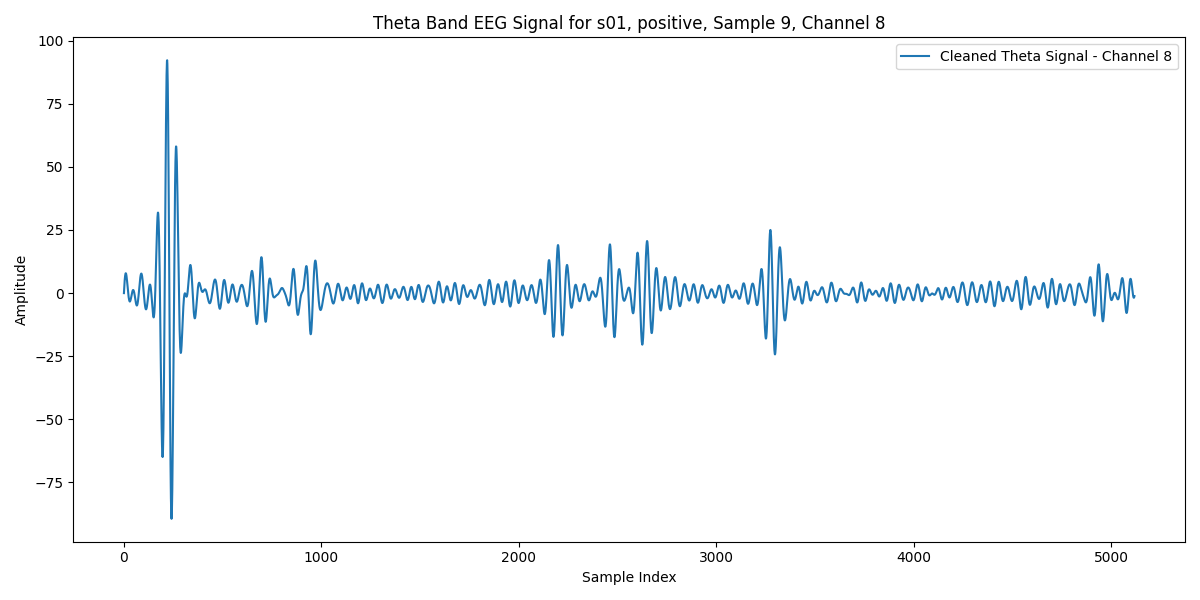 Theta Band EEG Signal for s01, positive, Sample 9, Channel 8
Cleaned Theta Signal - Channel 8
100
75
50
25
0
−25
−50
−75
Amplitude
0 1000 2000 3000 4000 5000
Sample Index